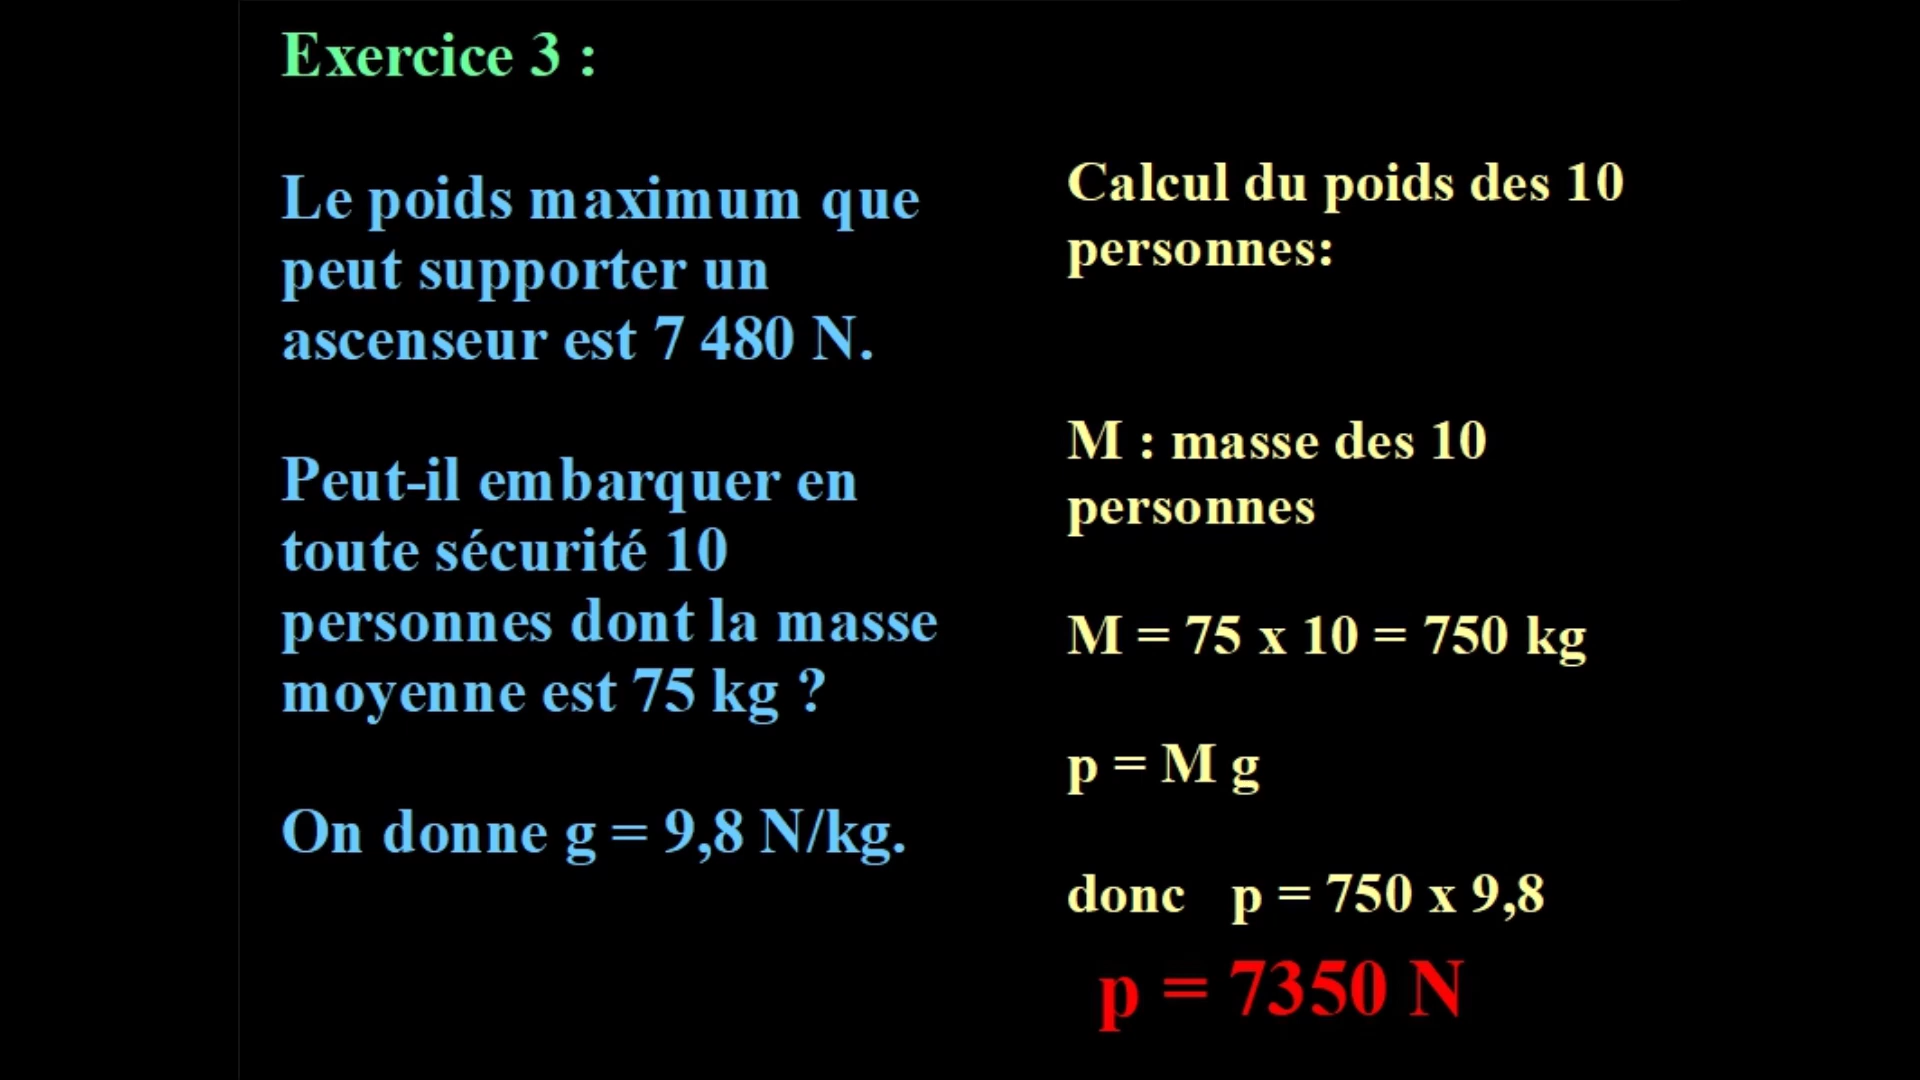 Exercice 3 :
Le poids maximum que
peut supporter un
ascenseur est 7 480 N.
Peut-il embarquer en
toute sécurité 10
personnes dont la masse
moyenne est 75 kg ?
On donne g = 9,8 N/kg.
Calcul du poids des 10
personnes:
M : masse des 10
personnes
M = 75 x 10 = 750 kg
p = M g
donc p = 750 x 9,8
p = 7350 N